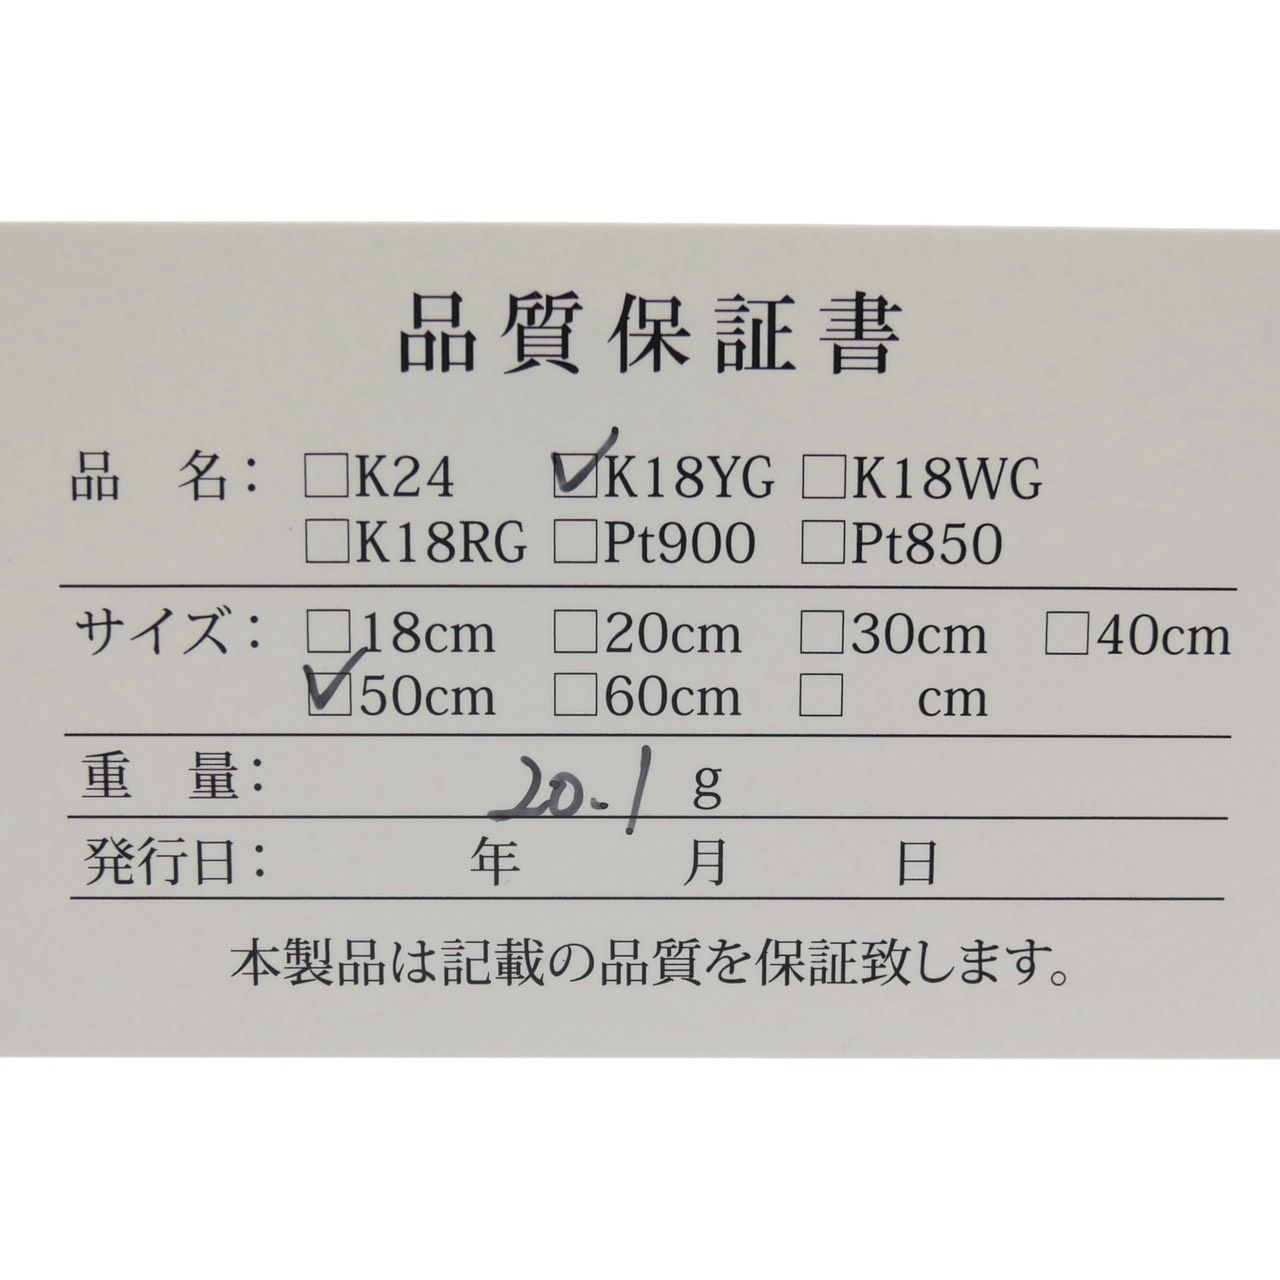 品質保証書
品 名： □K24 ☑K18YG □K18WG
□K18RG □Pt900 □Pt850
サイズ： □18cm □20cm □30cm □40cm
☑50cm □60cm □ cm
重 量： 20.1 g
発行日： 年 月 日
本製品は記載の品質を保証致します。